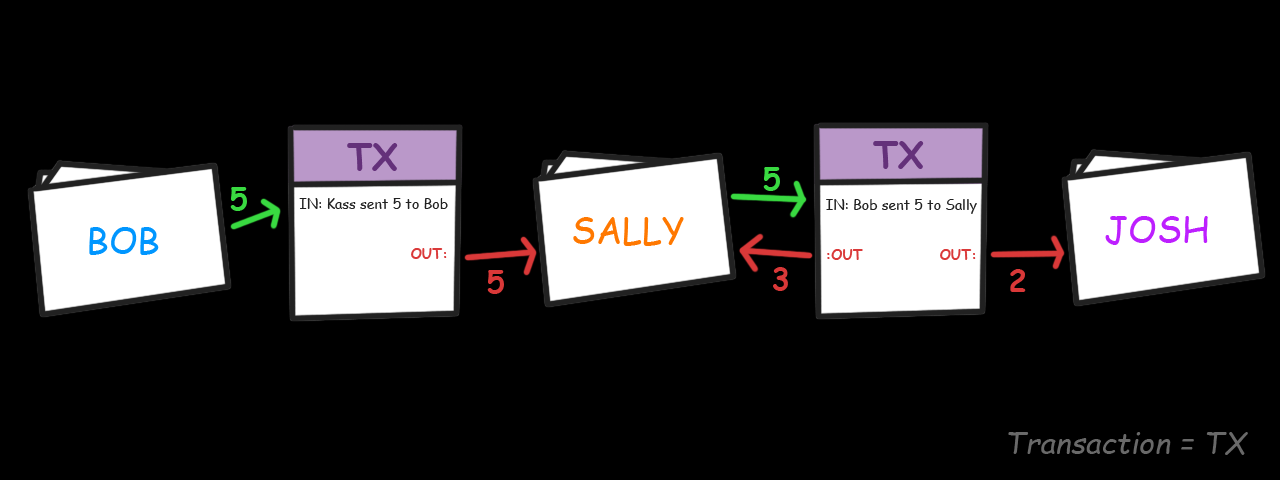 BOB
5
TX
IN: Kass sent 5 to Bob
OUT:
5
SALLY
5
3
TX
IN: Bob sent 5 to Sally
:OUT OUT:
2
JOSH
Transaction = TX